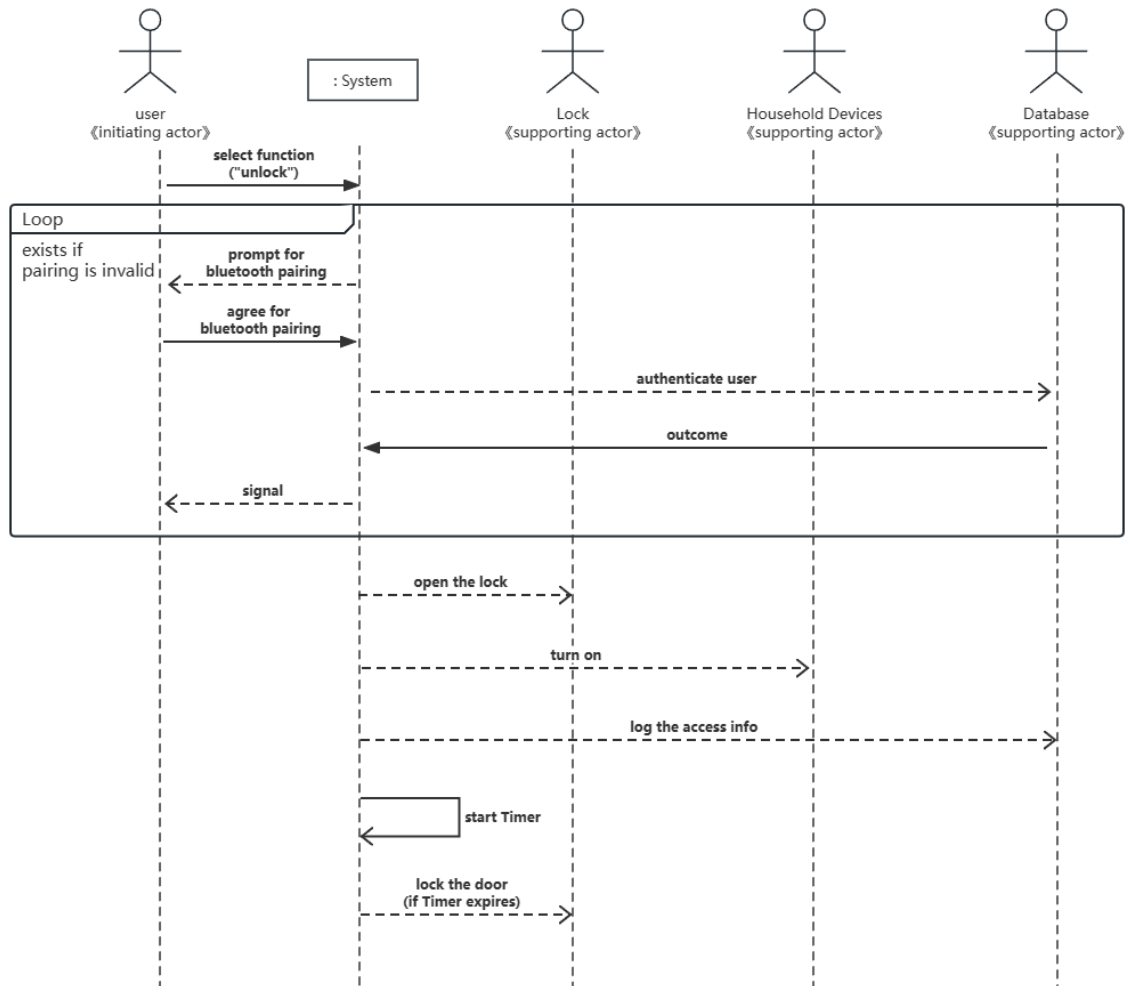 : System
user
《initiating actor》
Lock
《supporting actor》
Household Devices
《supporting actor》
Database
《supporting actor》
select function
("unlock")
Loop
exists if
pairing is invalid
prompt for
bluetooth pairing
agree for
bluetooth pairing
authenticate user
outcome
signal
open the lock
turn on
log the access info
start Timer
lock the door
(if Timer expires)